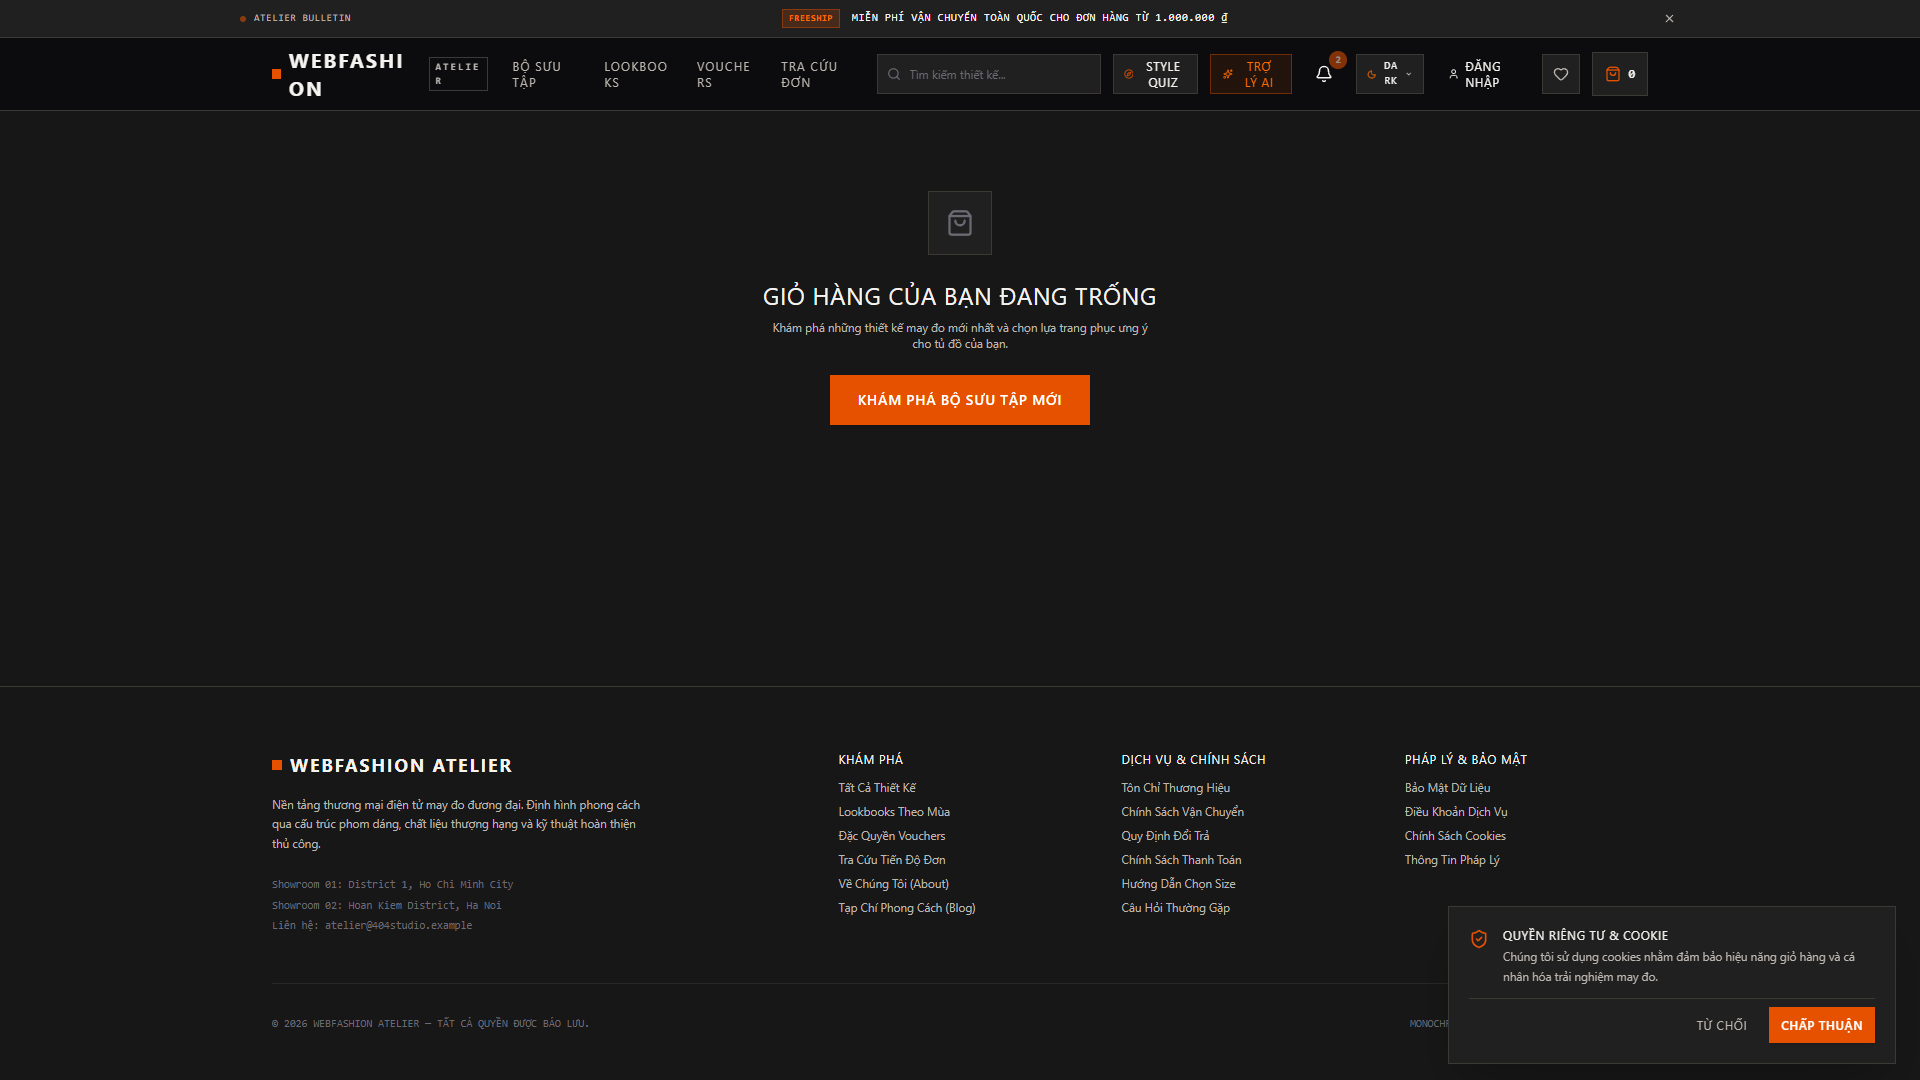 ATELIER BULLETIN
FREESHIP MIỄN PHÍ VẬN CHUYỂN TOÀN QUỐC CHO ĐƠN HÀNG TỪ 1.000.000 ₫
WEBFASHI
ON
ATELIE
R
BỘ SƯU
TẬP
LOOKBOO
KS
VOUCHE
RS
TRA CỨU
ĐƠN
Tìm kiếm thiết kế...
STYLE
QUIZ
TRỢ
LÝ AI
2
DA
RK
ĐĂNG
NHẬP
0
GIỎ HÀNG CỦA BẠN ĐANG TRỐNG
Khám phá những thiết kế may đo mới nhất và chọn lựa trang phục ưng ý
cho tủ đồ của bạn.
KHÁM PHÁ BỘ SƯU TẬP MỚI
WEBFASHION ATELIER
Nền tảng thương mại điện tử may đo đương đại. Định hình phong cách
qua cấu trúc phom dáng, chất liệu thượng hạng và kỹ thuật hoàn thiện
thủ công.
Showroom 01: District 1, Ho Chi Minh City
Showroom 02: Hoan Kiem District, Ha Noi
Liên hệ: atelier@404studio.example
KHÁM PHÁ
Tất Cả Thiết Kế
Lookbooks Theo Mùa
Đặc Quyền Vouchers
Tra Cứu Tiến Độ Đơn
Về Chúng Tôi (About)
Tạp Chí Phong Cách (Blog)
DỊCH VỤ & CHÍNH SÁCH
Tôn Chỉ Thương Hiệu
Chính Sách Vận Chuyển
Quy Định Đổi Trả
Chính Sách Thanh Toán
Hướng Dẫn Chọn Size
Câu Hỏi Thường Gặp
PHÁP LÝ & BẢO MẬT
Bảo Mật Dữ Liệu
Điều Khoản Dịch Vụ
Chính Sách Cookies
Thông Tin Pháp Lý
QUYỀN RIÊNG TƯ & COOKIE
Chúng tôi sử dụng cookies nhằm đảm bảo hiệu năng giỏ hàng và cá
nhân hóa trải nghiệm may đo.
TỪ CHỐI
CHẤP THUẬN
© 2026 WEBFASHION ATELIER — TẤT CẢ QUYỀN ĐƯỢC BẢO LƯU.